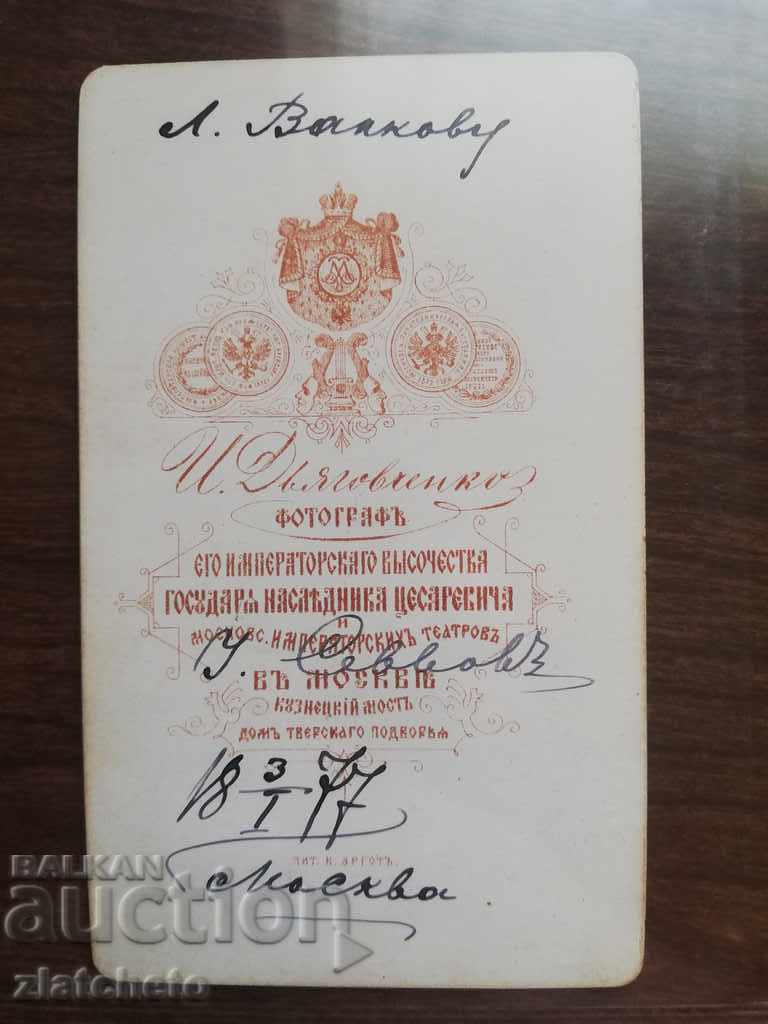 Л. Ванкову
И. Дьяговченко
ФОТОГРАФЪ
ЕГО ИМПЕРАТОРСКАГО ВЫСОЧЕСТВА
ГОСУДАРЯ НАСЛѢДНИКА ЦЕСАРЕВИЧА
И
МОСКОВС. ИМПЕРАТОРСКИХЪ ТЕАТРОВЪ
ВЪ МОСКВѢ
КУЗНЕЦКІЙ МОСТЪ
ДОМЪ ТВЕРСКАГО ПОДВОРЬЯ
18 3/I 77
ЛИТ. К. АРГОТЪ.
Москва
BALKAN
auction
zlatcheto